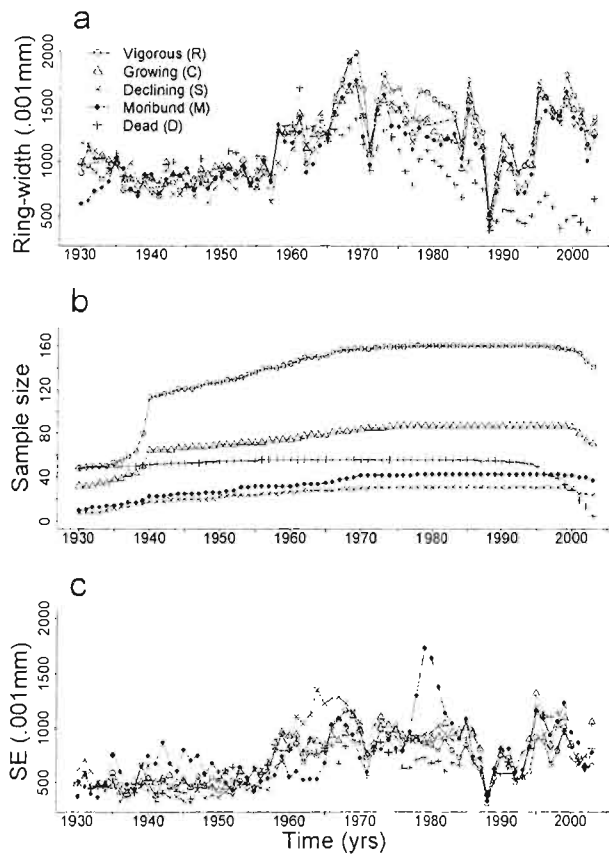 a
Ring-width (.001mm)
2000
1500
1000
500
Vigorous (R)
Growing (C)
Declining (S)
Moribund (M)
Dead (D)
1930 1940 1950 1960 1970 1980 1990 2000
b
Sample size
160
120
80
40
0
1930 1940 1950 1960 1970 1980 1990 2000
c
SE (.001mm)
2000
1500
1000
500
1930 1940 1950 1960 1970 1980 1990 2000
Time (yrs)